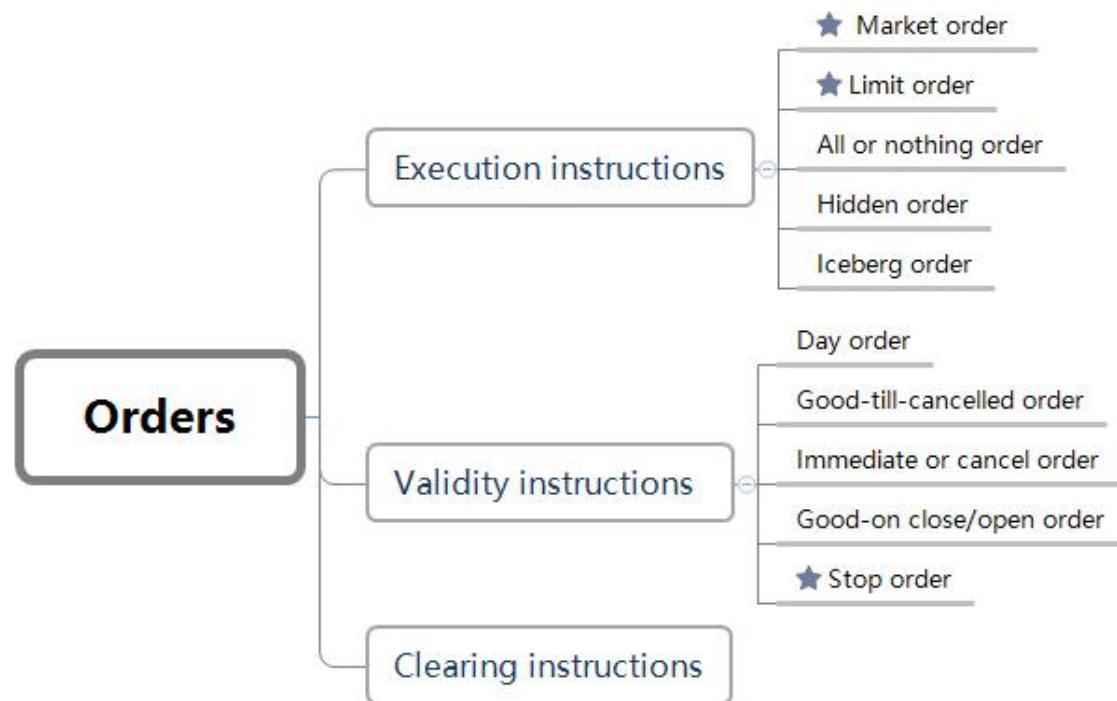 Orders
Execution instructions
Market order
Limit order
All or nothing order
Hidden order
Iceberg order
Validity instructions
Day order
Good-till-cancelled order
Immediate or cancel order
Good-on close/open order
Stop order
Clearing instructions